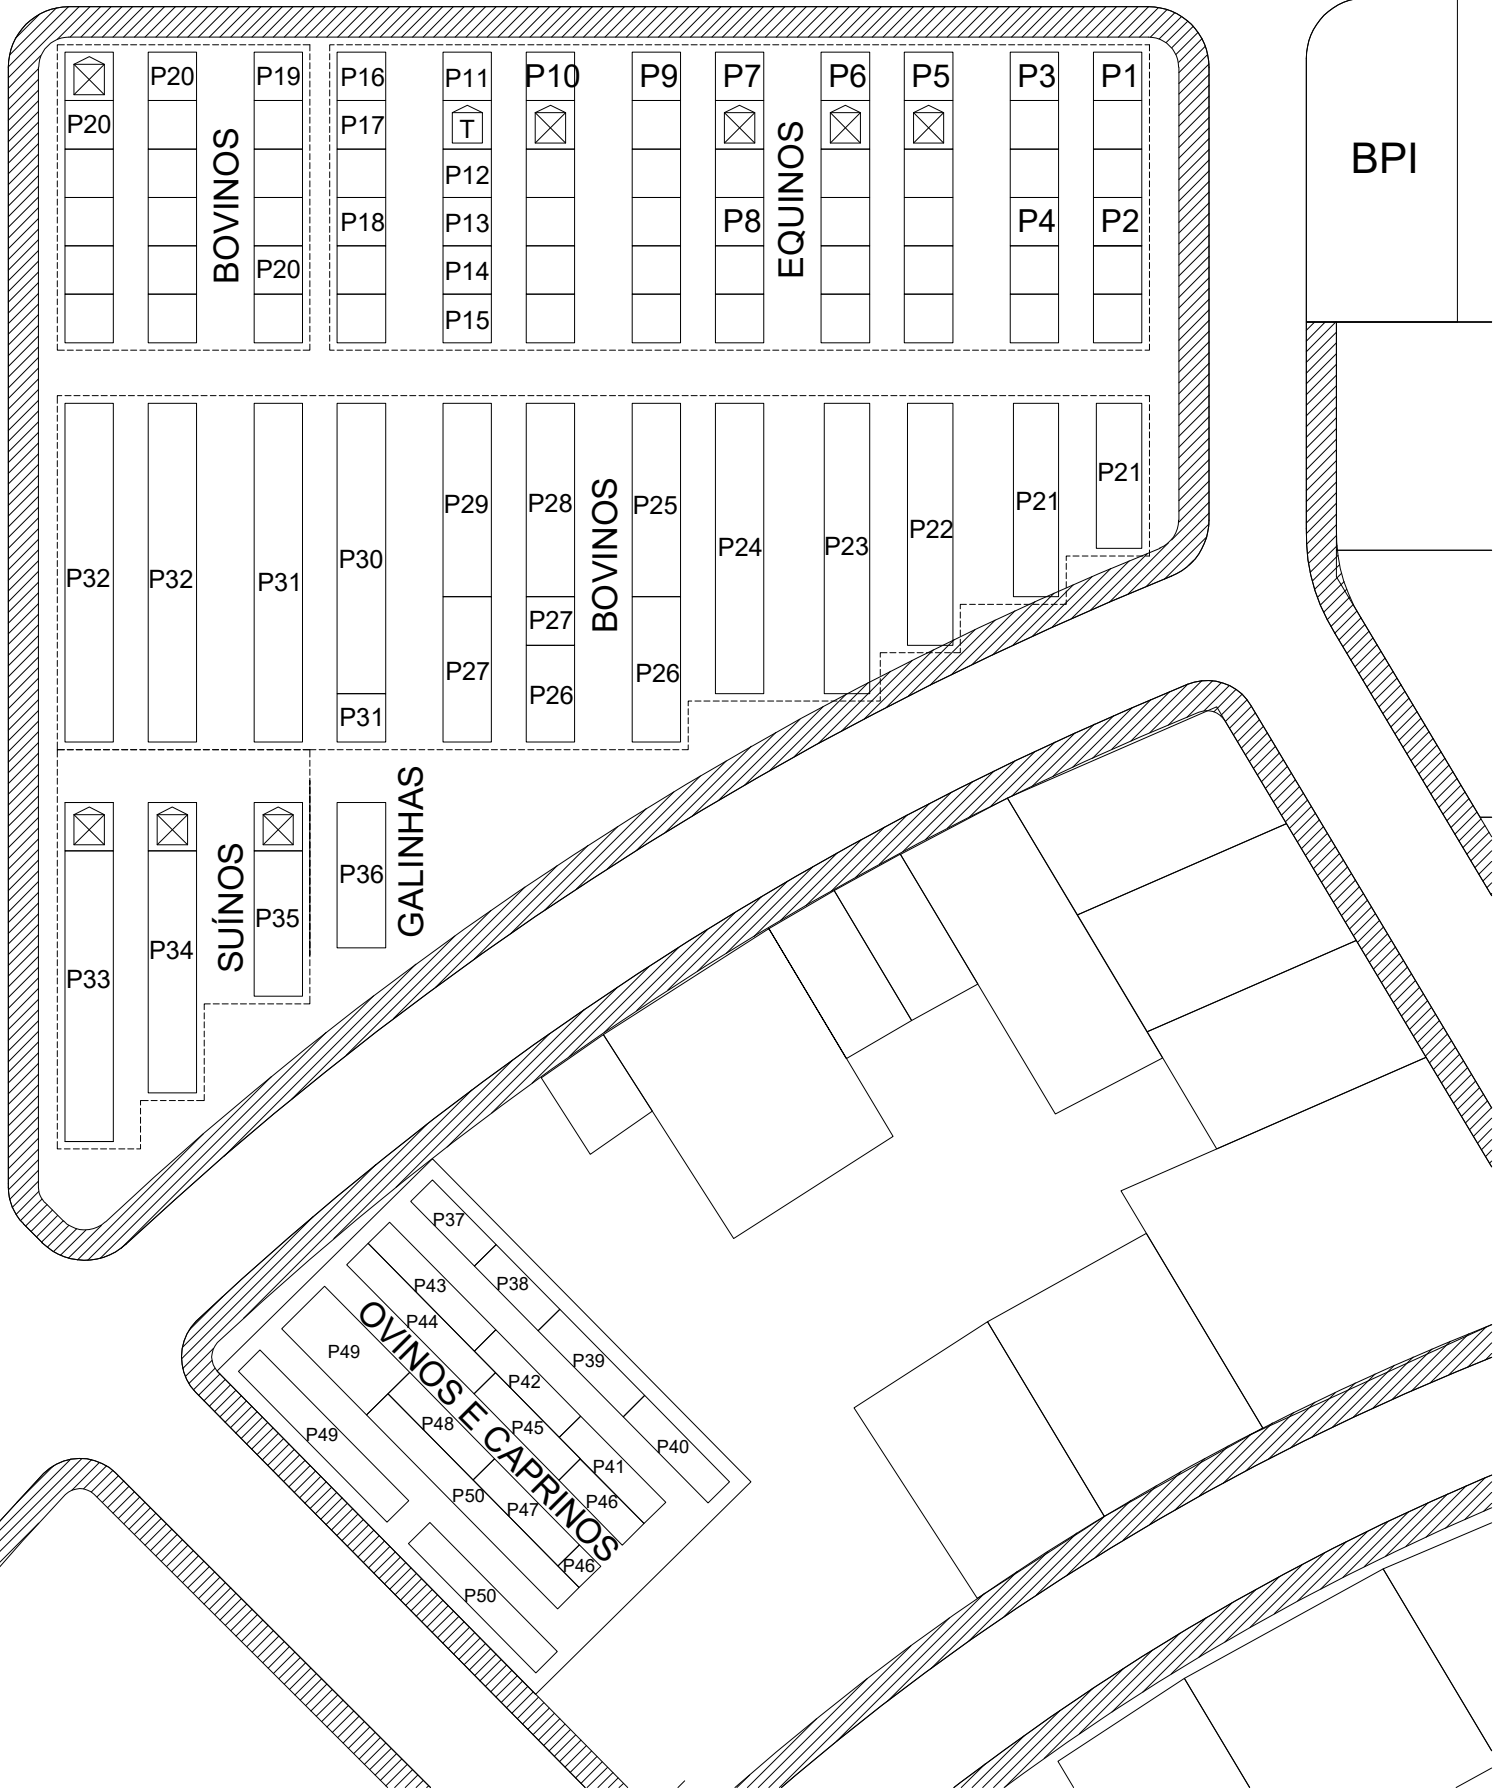 P20
P19
P16
P11
P10
P9
P7
P6
P5
P3
P1
P20
P17
T
BPI
P12
BOVINOS
EQUINOS
P18
P13
P8
P4
P2
P20
P14
P15
P21
P29
P28
BOVINOS
P25
P21
P22
P24
P23
P30
P32
P32
P31
P27
P27
P26
P26
P31
GALINHAS
P36
SUÍNOS
P35
P34
P33
P37
P38
P43
P44
OVINOS E CAPRINOS
P49
P39
P42
P48
P45
P49
P40
P41
P50
P47
P46
P46
P50